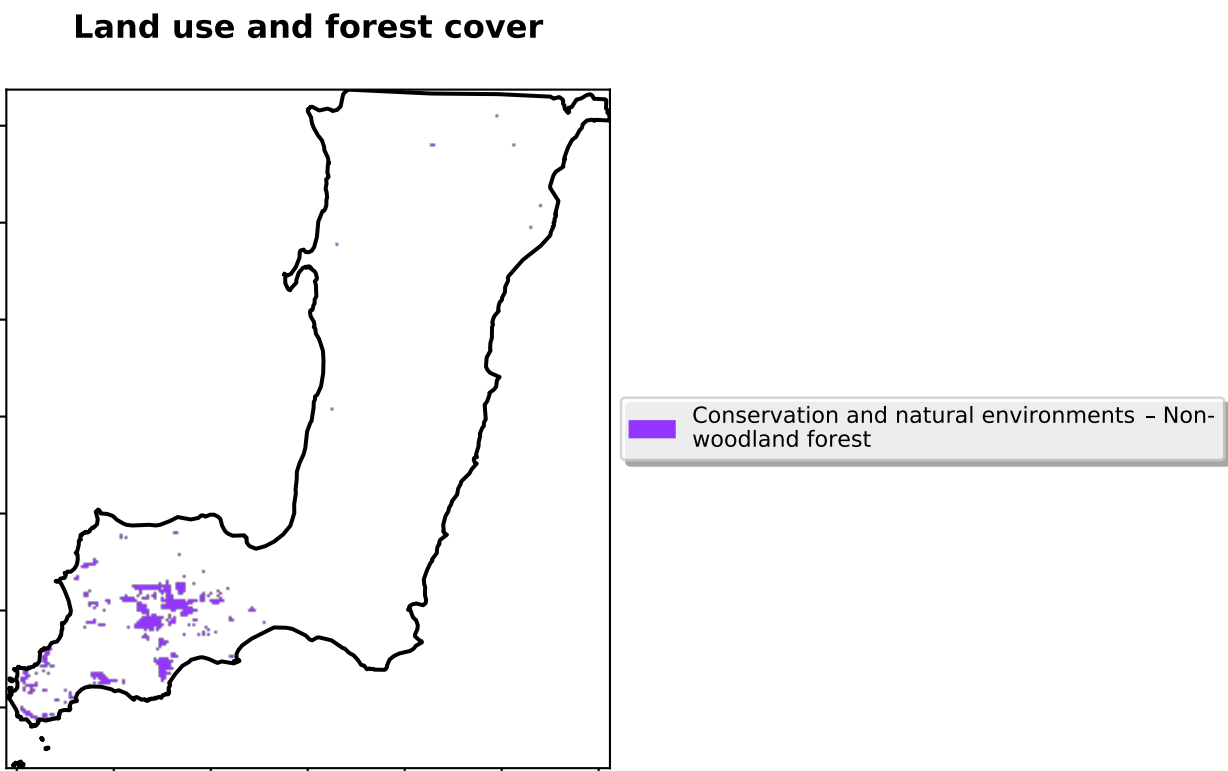 Land use and forest cover
Conservation and natural environments – Non-
woodland forest